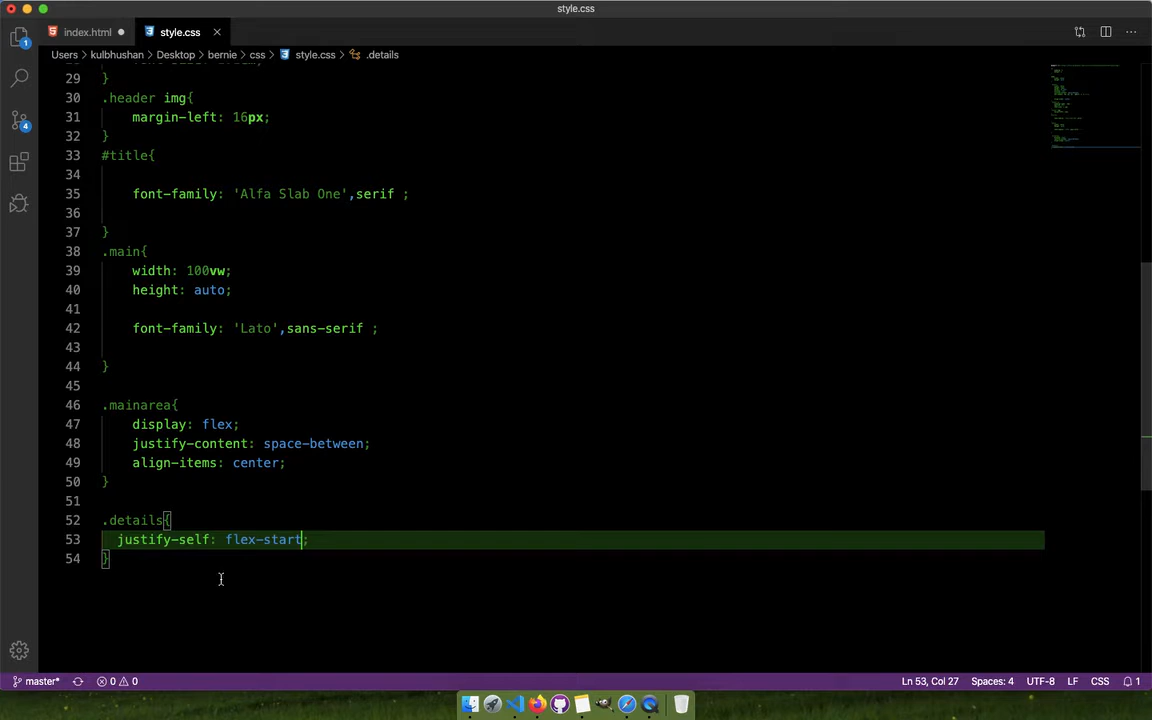 style.css
index.html
style.css
Users > kulbhushan > Desktop > bernie > css > style.css > .details
29 }
30 .header img{
31 margin-left: 16px;
32 }
33 #title{
34
35 font-family: 'Alfa Slab One',serif ;
36
37 }
38 .main{
39 width: 100vw;
40 height: auto;
41
42 font-family: 'Lato',sans-serif ;
43
44 }
45
46 .mainarea{
47 display: flex;
48 justify-content: space-between;
49 align-items: center;
50 }
51
52 .details{
53 justify-self: flex-start;
54 }
1
4
master* 0 0 Ln 53, Col 27 Spaces: 4 UTF-8 LF CSS 1